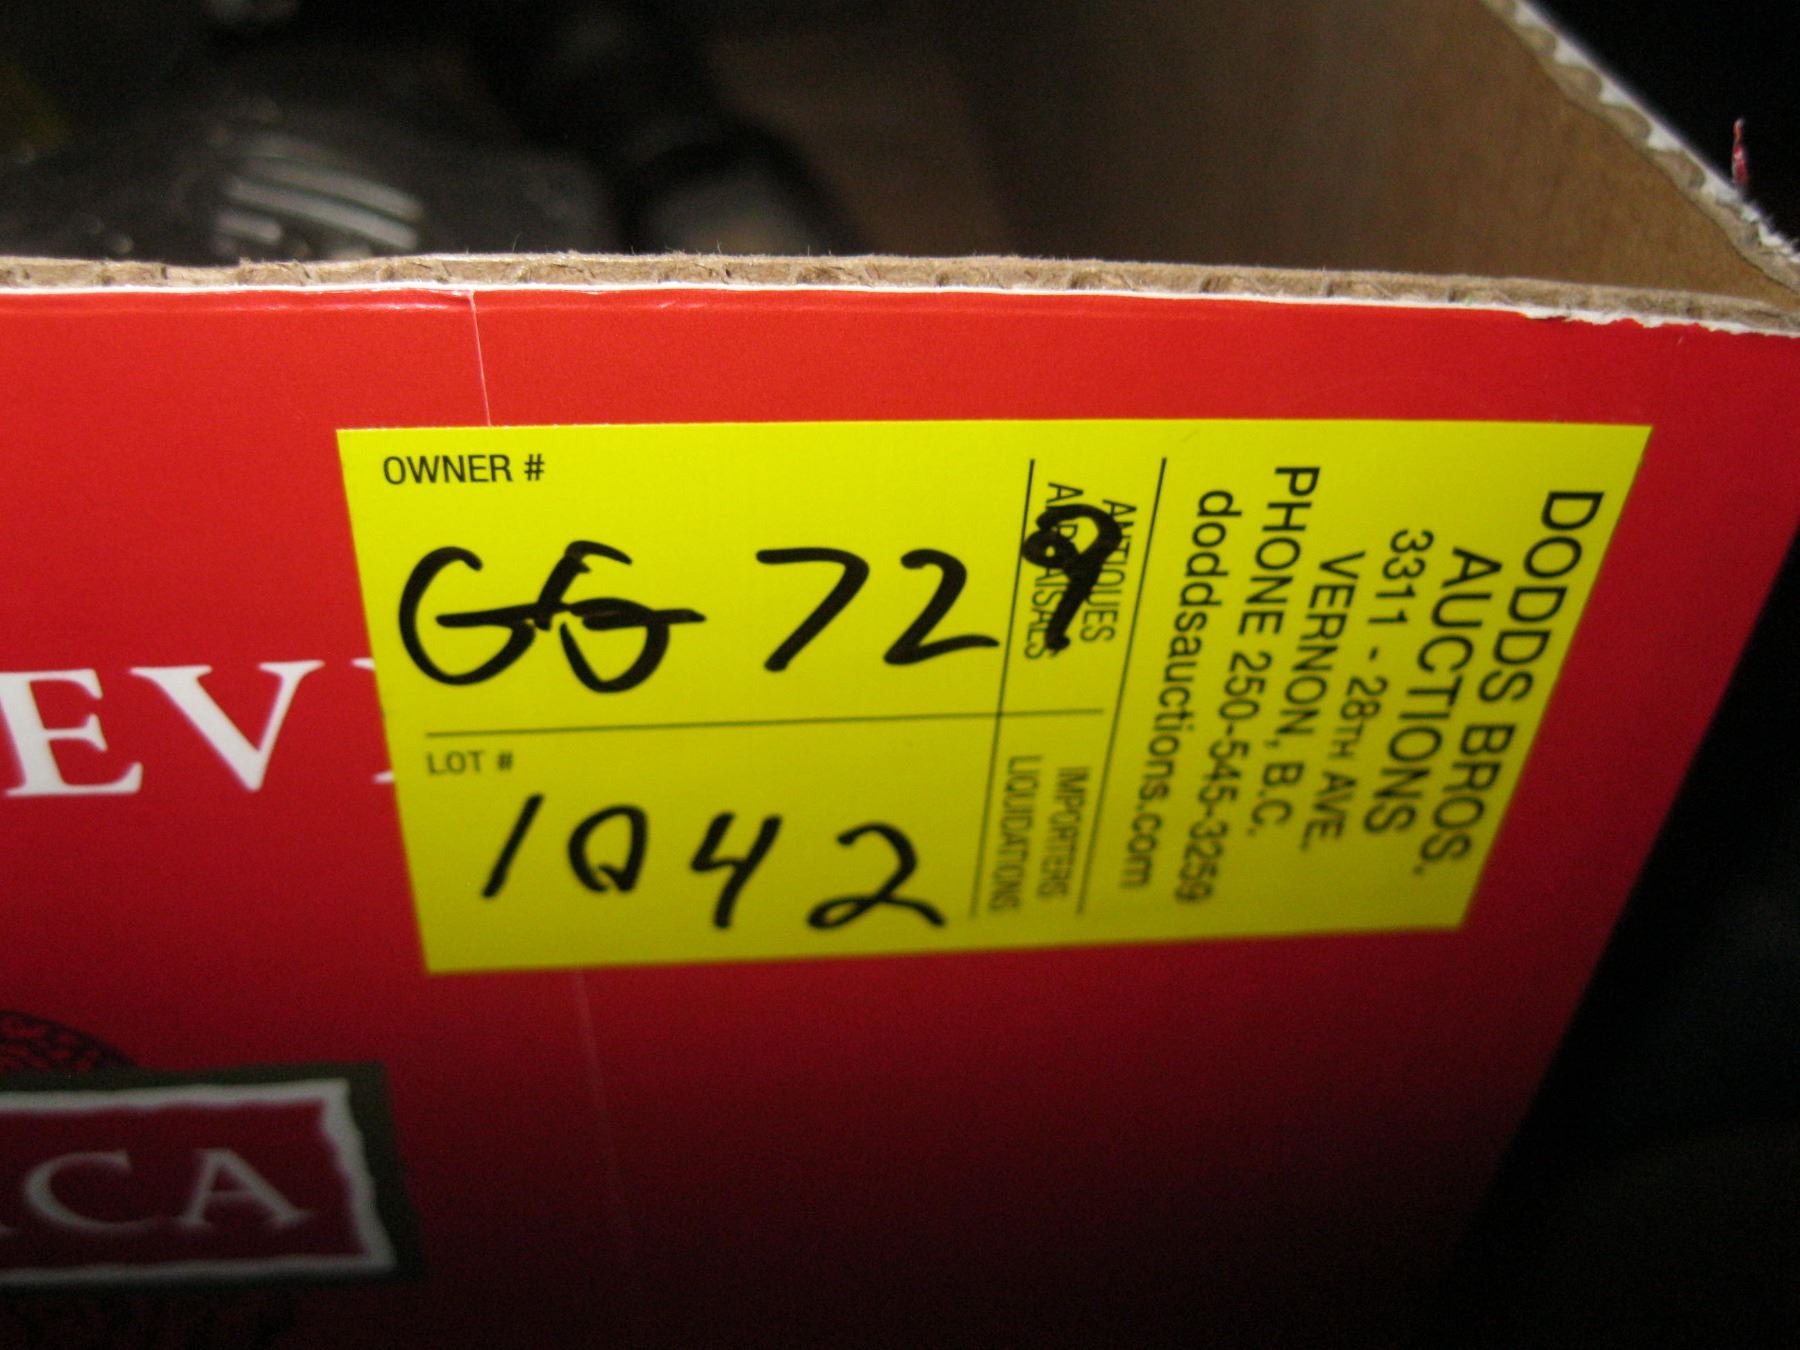 OWNER #
GG 729
LOT #
1042
ANTIQUES
APPRAISALS
IMPORTERS
LIQUIDATIONS
DODDS BROS.
AUCTIONS
3311 - 28TH AVE.
VERNON, B.C.
PHONE 250-545-3259
doddsauctions.com
EV
CA